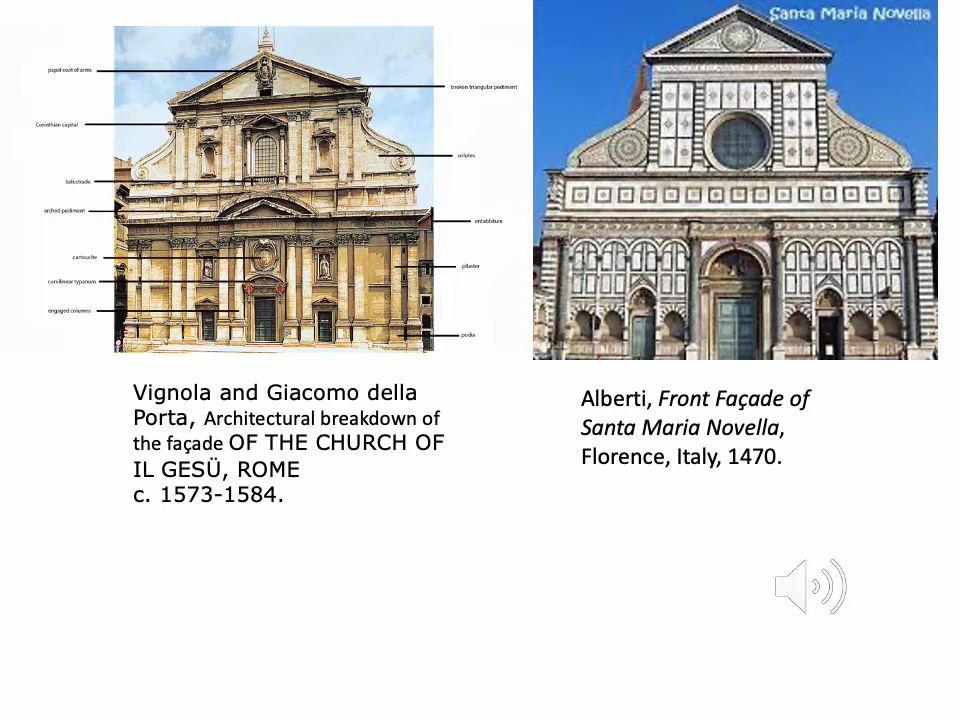 Santa Maria Novella
papal coat of arms
broken triangular pediment
Corinthian capital
volutes
balustrade
arched pediment
entablature
cartouche
pilaster
curvilinear tympanum
engaged columns
podia
Vignola and Giacomo della
Porta, Architectural breakdown of
the façade OF THE CHURCH OF
IL GESÜ, ROME
c. 1573-1584.
Alberti, Front Façade of
Santa Maria Novella,
Florence, Italy, 1470.